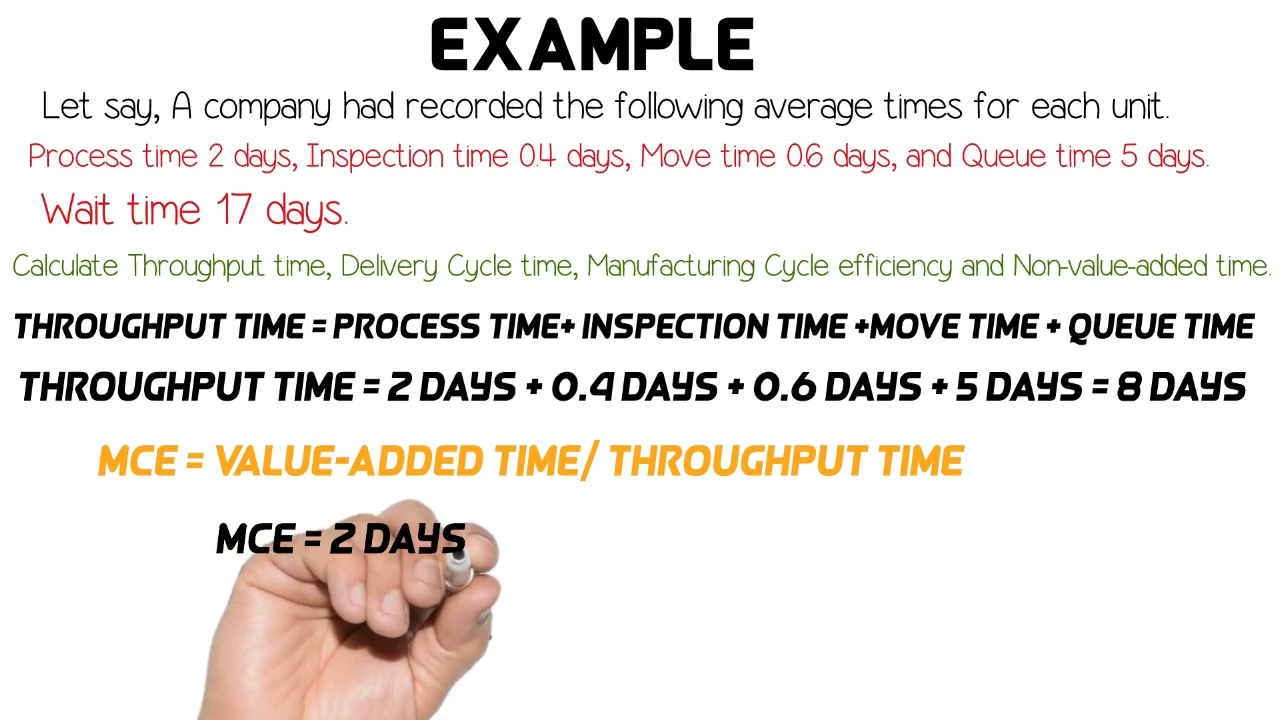 EXAMPLE
Let say, A company had recorded the following average times for each unit.
Process time 2 days, Inspection time 0.4 days, Move time 0.6 days, and Queue time 5 days.
Wait time 17 days.
Calculate Throughput time, Delivery Cycle time, Manufacturing Cycle efficiency and Non-value-added time.
THROUGHPUT TIME = PROCESS TIME+ INSPECTION TIME +MOVE TIME + QUEUE TIME
THROUGHPUT TIME = 2 DAYS + 0.4 DAYS + 0.6 DAYS + 5 DAYS = 8 DAYS
MCE = VALUE-ADDED TIME/ THROUGHPUT TIME
MCE = 2 DAYS